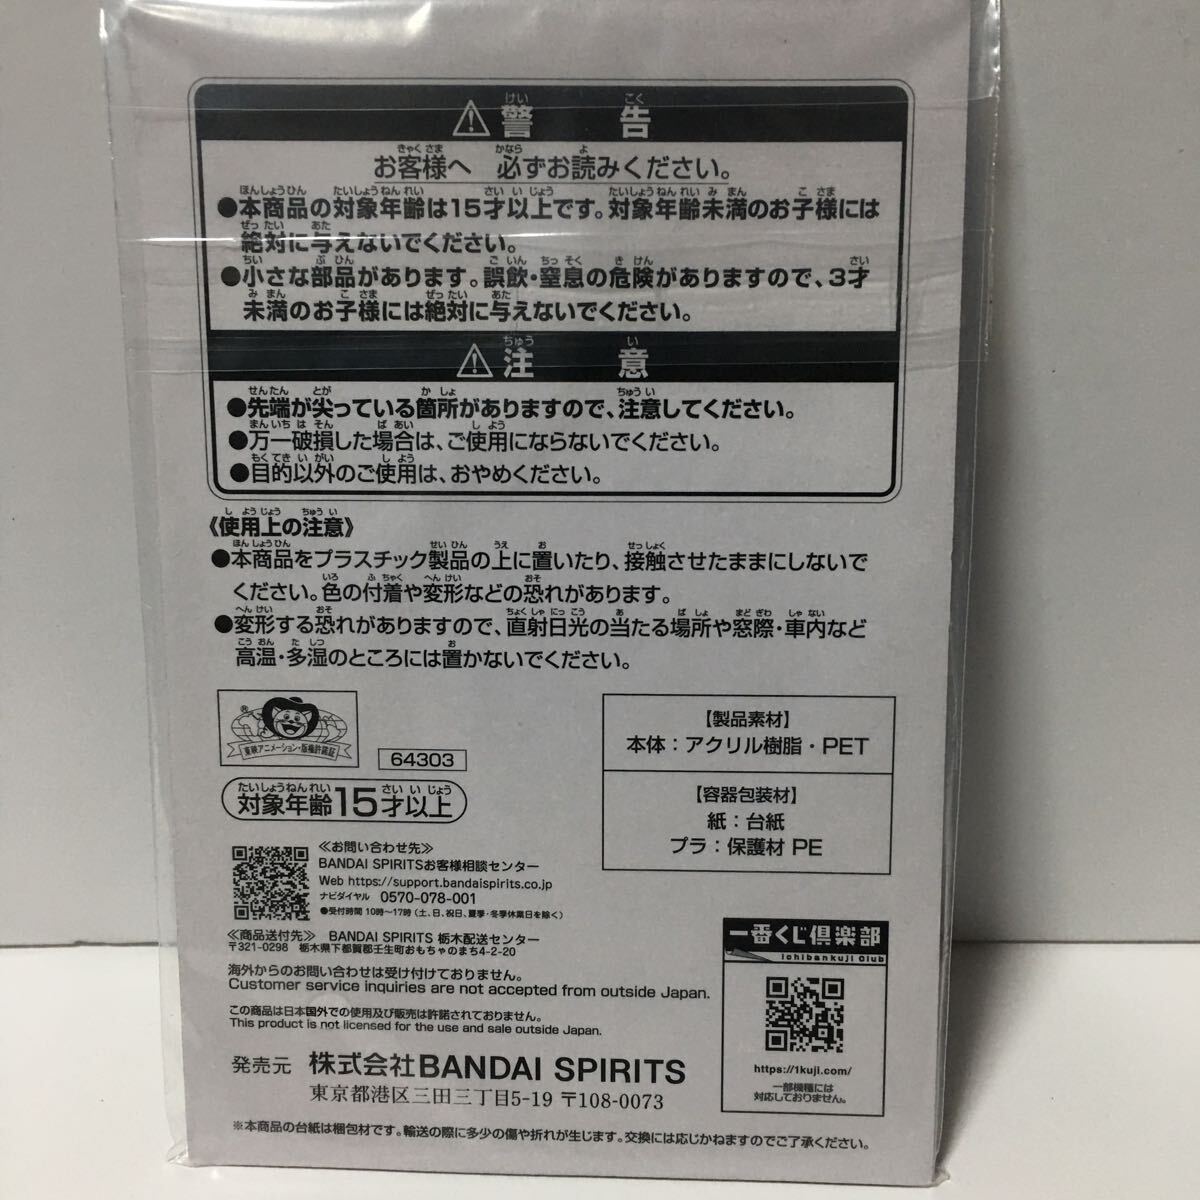 ⚠警告
お客様へ 必ずお読みください。
●本商品の対象年齢は15才以上です。対象年齢未満のお子様には
絶対に与えないでください。
●小さな部品があります。誤飲・窒息の危険がありますので、3才
未満のお子様には絶対に与えないでください。
⚠注意
●先端が尖っている箇所がありますので、注意してください。
●万一破損した場合は、ご使用にならないでください。
●目的以外のご使用は、おやめください。
《使用上の注意》
●本商品をプラスチック製品の上に置いたり、接触させたままにしないで
ください。色の付着や変形などの恐れがあります。
●変形する恐れがありますので、直射日光の当たる場所や窓際・車内など
高温・多湿のところには置かないでください。
®
東映アニメーション・版権許諾証
64303
対象年齢15才以上
【製品素材】
本体：アクリル樹脂・PET
【容器包装材】
紙：台紙
プラ：保護材 PE
≪お問い合わせ先≫
BANDAI SPIRITSお客様相談センター
Web https://support.bandaispirits.co.jp
ナビダイヤル 0570-078-001
●受付時間 10時〜17時（土、日、祝日、夏季・冬季休業日を除く）
≪商品送付先≫ BANDAI SPIRITS 栃木配送センター
〒321-0298 栃木県下都賀郡壬生町おもちゃのまち4-2-20
海外からのお問い合わせは受け付けておりません。
Customer service inquiries are not accepted from outside Japan.
この商品は日本国外での使用及び販売は許諾されておりません。
This product is not licensed for the use and sale outside Japan.
発売元 株式会社BANDAI SPIRITS
東京都港区三田三丁目5-19 〒108-0073
一番くじ倶楽部
ichibankuji Club
https://1kuji.com/
一部機種には
対応しておりません。
※本商品の台紙は梱包材です。輸送の際に多少の傷や折れが生じます。交換には応じかねますのでご了承ください。